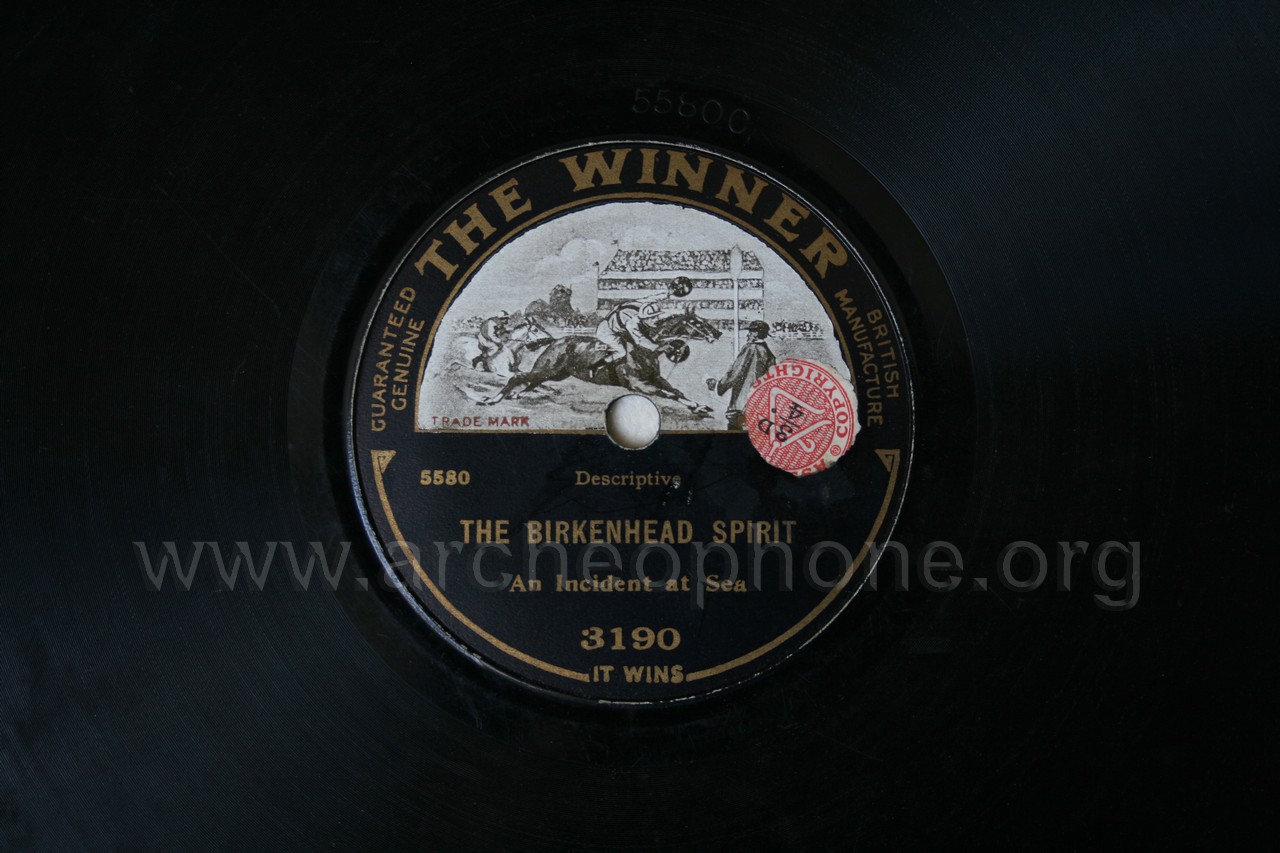 5580C
THE WINNER
GUARANTEED
GENUINE
BRITISH
MANUFACTURE
TRADE MARK
COPYRIGHT
5580
Descriptive
THE BIRKENHEAD SPIRIT
www.archeophone.org
An Incident at Sea
3190
IT WINS